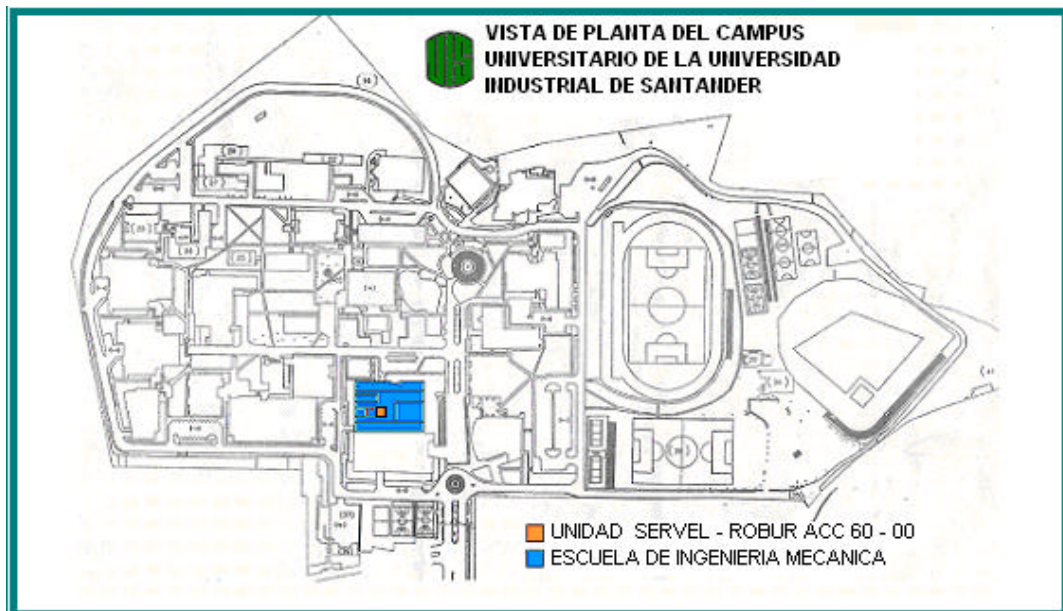 VISTA DE PLANTA DEL CAMPUS
UNIVERSITARIO DE LA UNIVERSIDAD
INDUSTRIAL DE SANTANDER
UIS
UNIDAD SERVEL - ROBUR ACC 60 - 00
ESCUELA DE INGENIERIA MECANICA